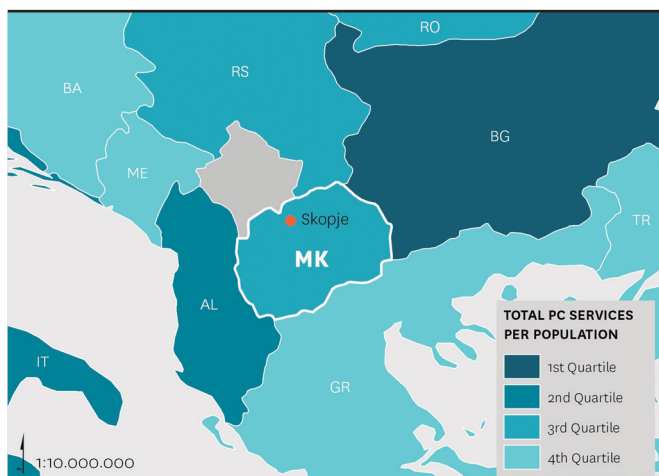 RO
RS
BA
BG
ME
TR
Skopje
MK
AL
IT
GR
TOTAL PC SERVICES
PER POPULATION
1st Quartile
2nd Quartile
3rd Quartile
4th Quartile
1:10.000.000